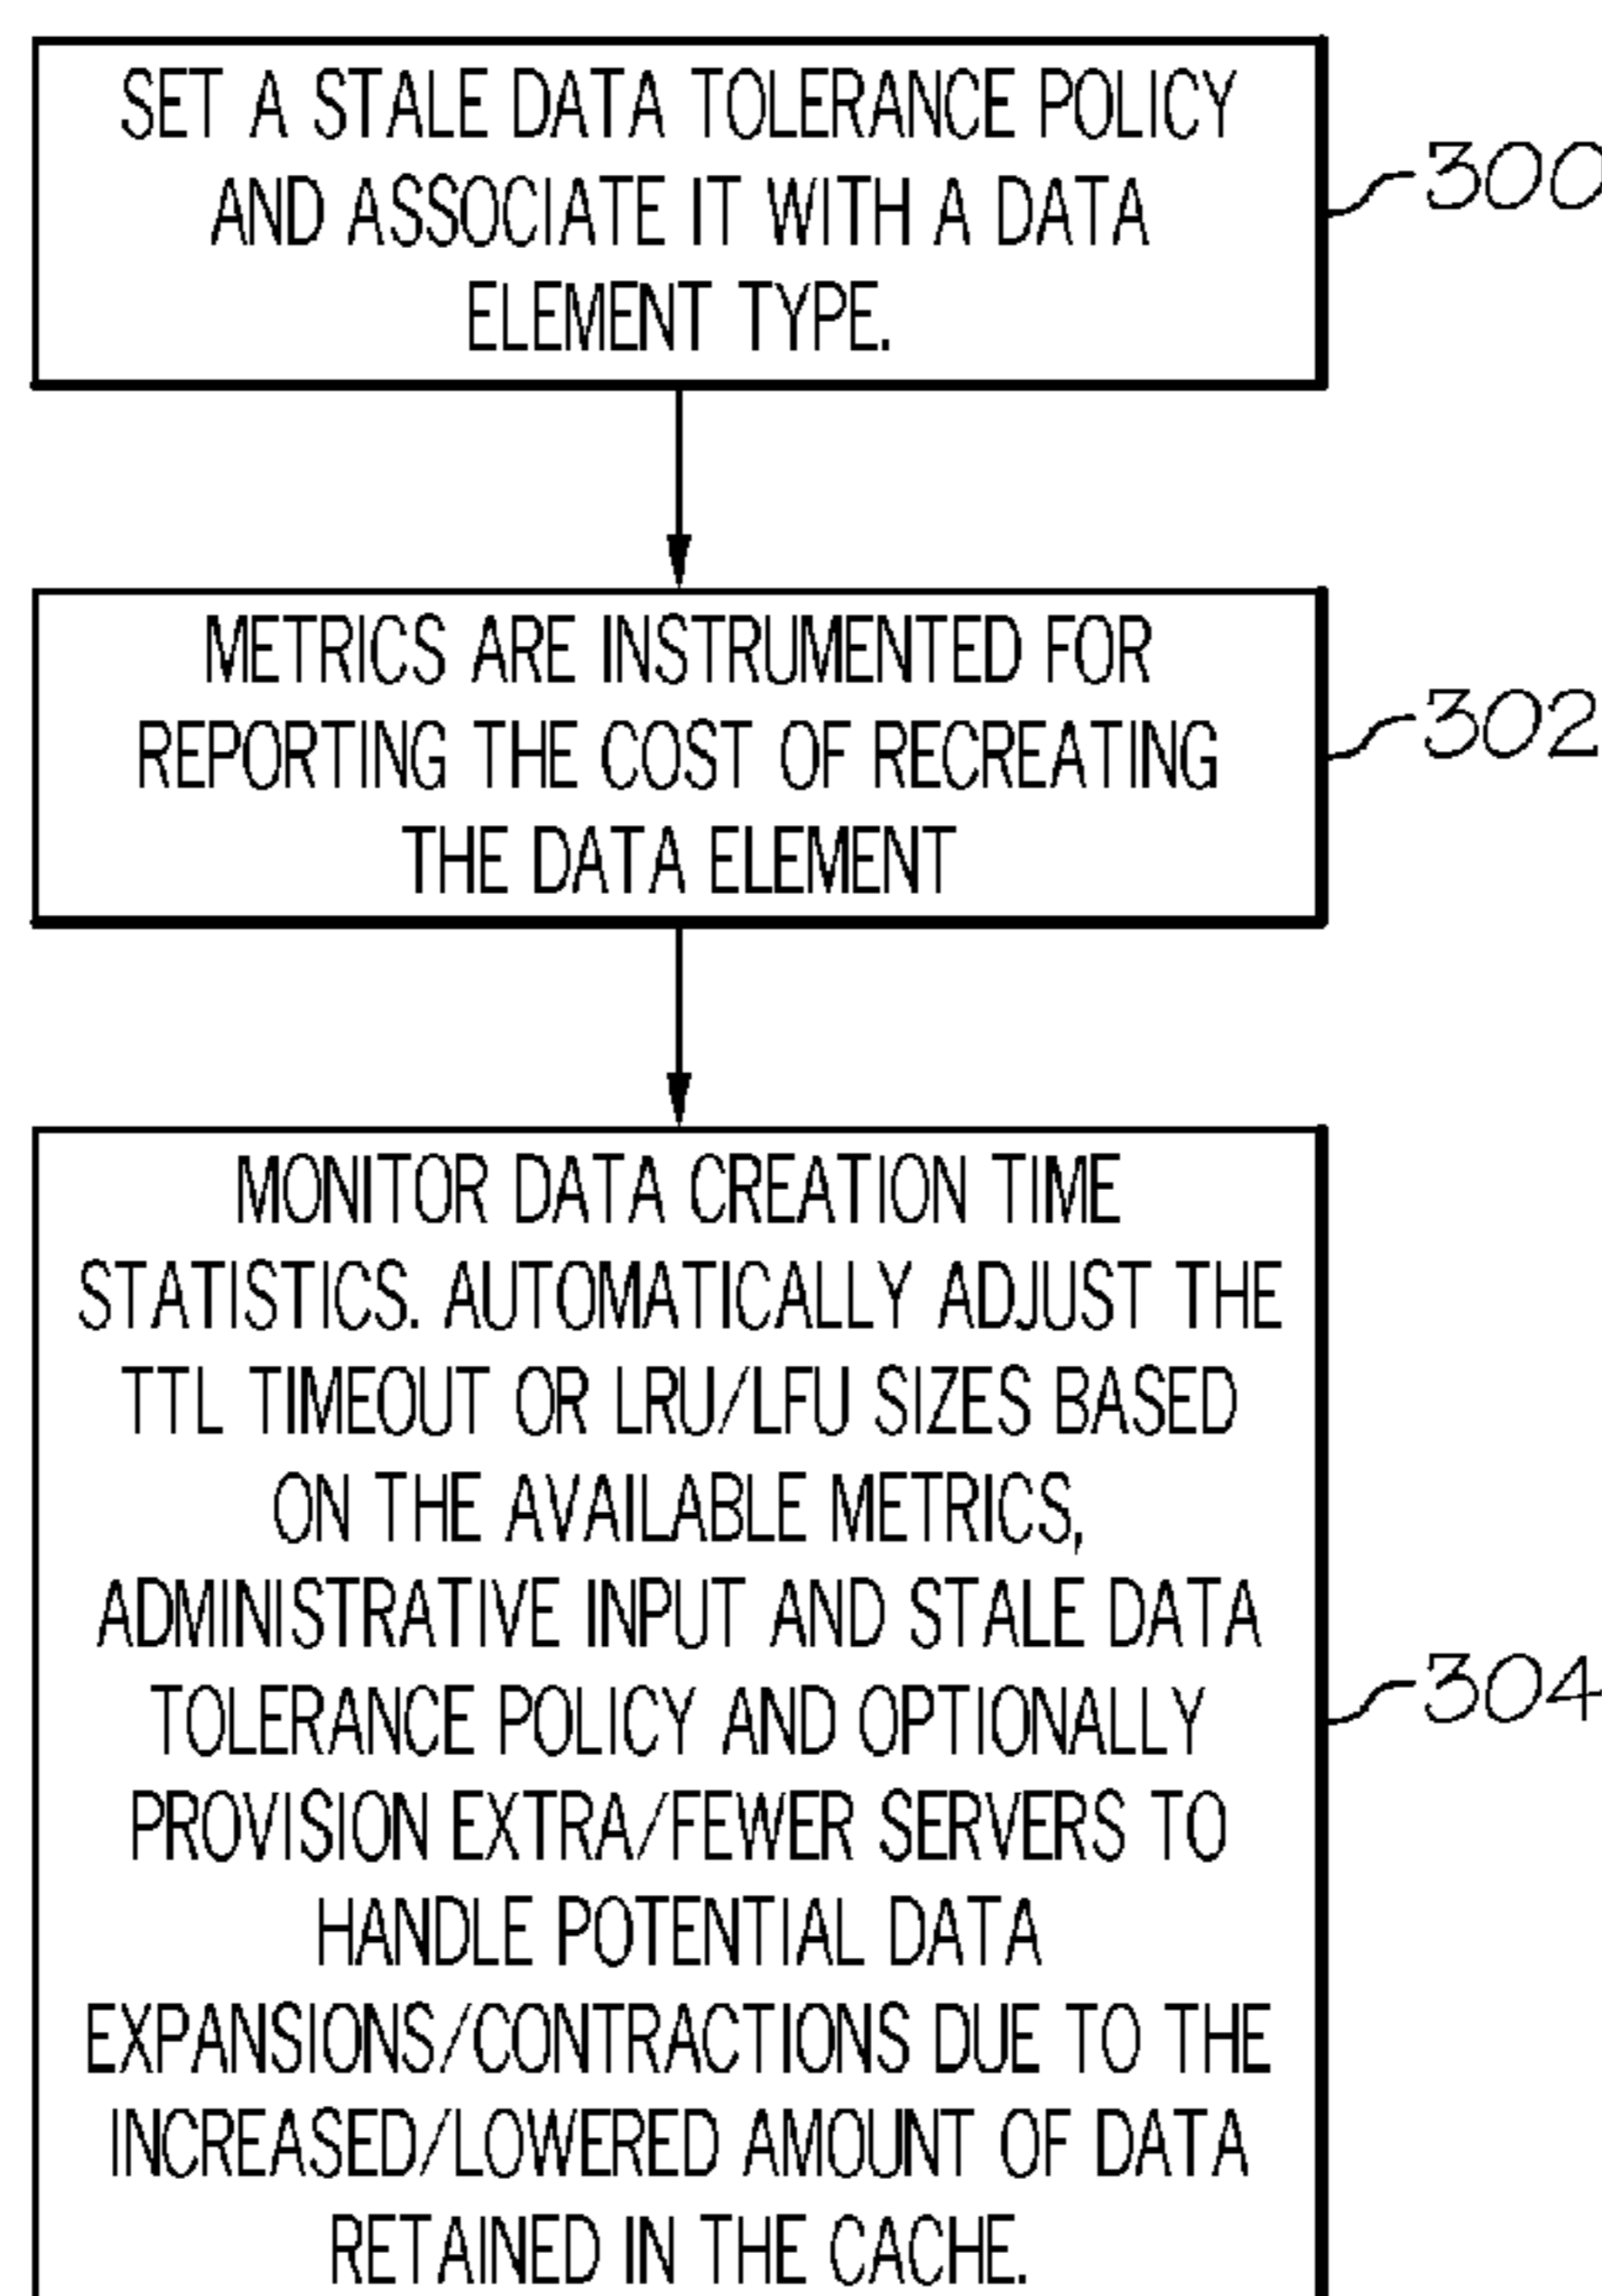 SET A STALE DATA TOLERANCE POLICY
AND ASSOCIATE IT WITH A DATA
ELEMENT TYPE.
300
METRICS ARE INSTRUMENTED FOR
REPORTING THE COST OF RECREATING
THE DATA ELEMENT
302
MONITOR DATA CREATION TIME
STATISTICS. AUTOMATICALLY ADJUST THE
TTL TIMEOUT OR LRU/LFU SIZES BASED
ON THE AVAILABLE METRICS,
ADMINISTRATIVE INPUT AND STALE DATA
TOLERANCE POLICY AND OPTIONALLY
PROVISION EXTRA/FEWER SERVERS TO
HANDLE POTENTIAL DATA
EXPANSIONS/CONTRACTIONS DUE TO THE
INCREASED/LOWERED AMOUNT OF DATA
RETAINED IN THE CACHE.
304